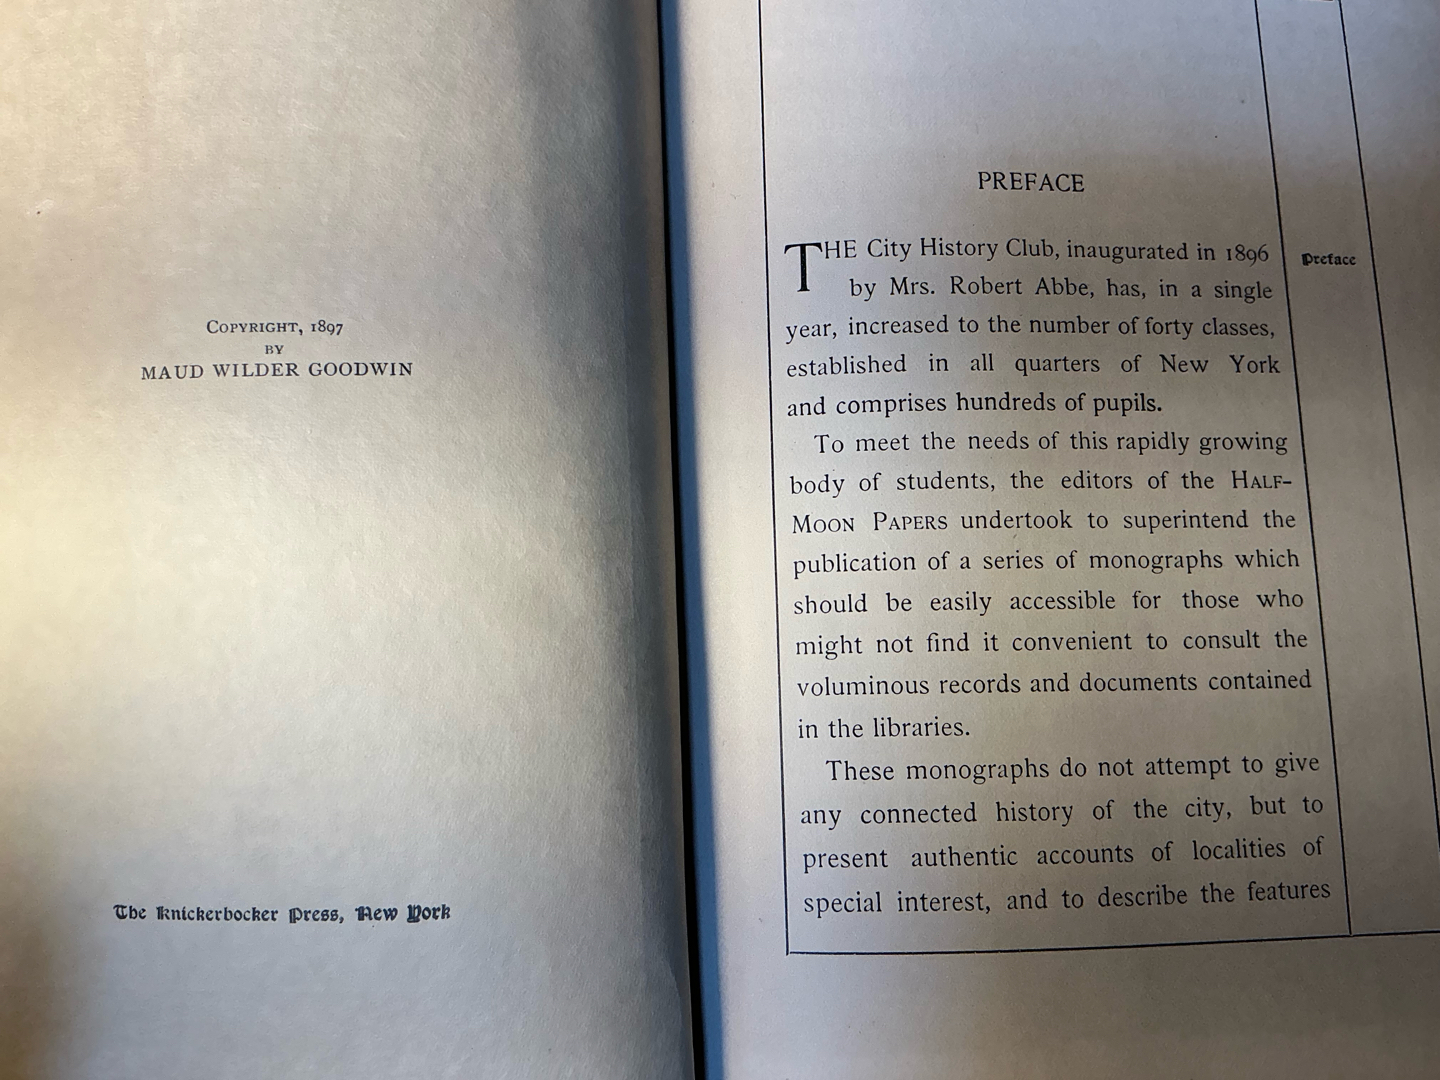 COPYRIGHT, 1897
BY
MAUD WILDER GOODWIN
The Knickerbocker Press, New York
PREFACE
THE City History Club, inaugurated in 1896
by Mrs. Robert Abbe, has, in a single
year, increased to the number of forty classes,
established in all quarters of New York
and comprises hundreds of pupils.
To meet the needs of this rapidly growing
body of students, the editors of the HALF-
MOON PAPERS undertook to superintend the
publication of a series of monographs which
should be easily accessible for those who
might not find it convenient to consult the
voluminous records and documents contained
in the libraries.
These monographs do not attempt to give
any connected history of the city, but to
present authentic accounts of localities of
special interest, and to describe the features
Preface